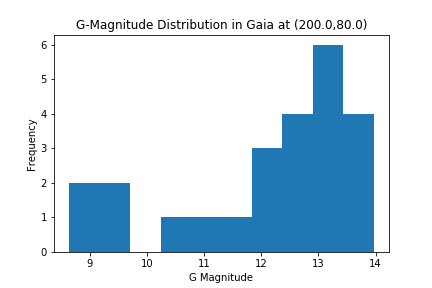 G-Magnitude Distribution in Gaia at (200.0,80.0)
6
5
4
3
2
1
0
Frequency
9 10 11 12 13 14
G Magnitude